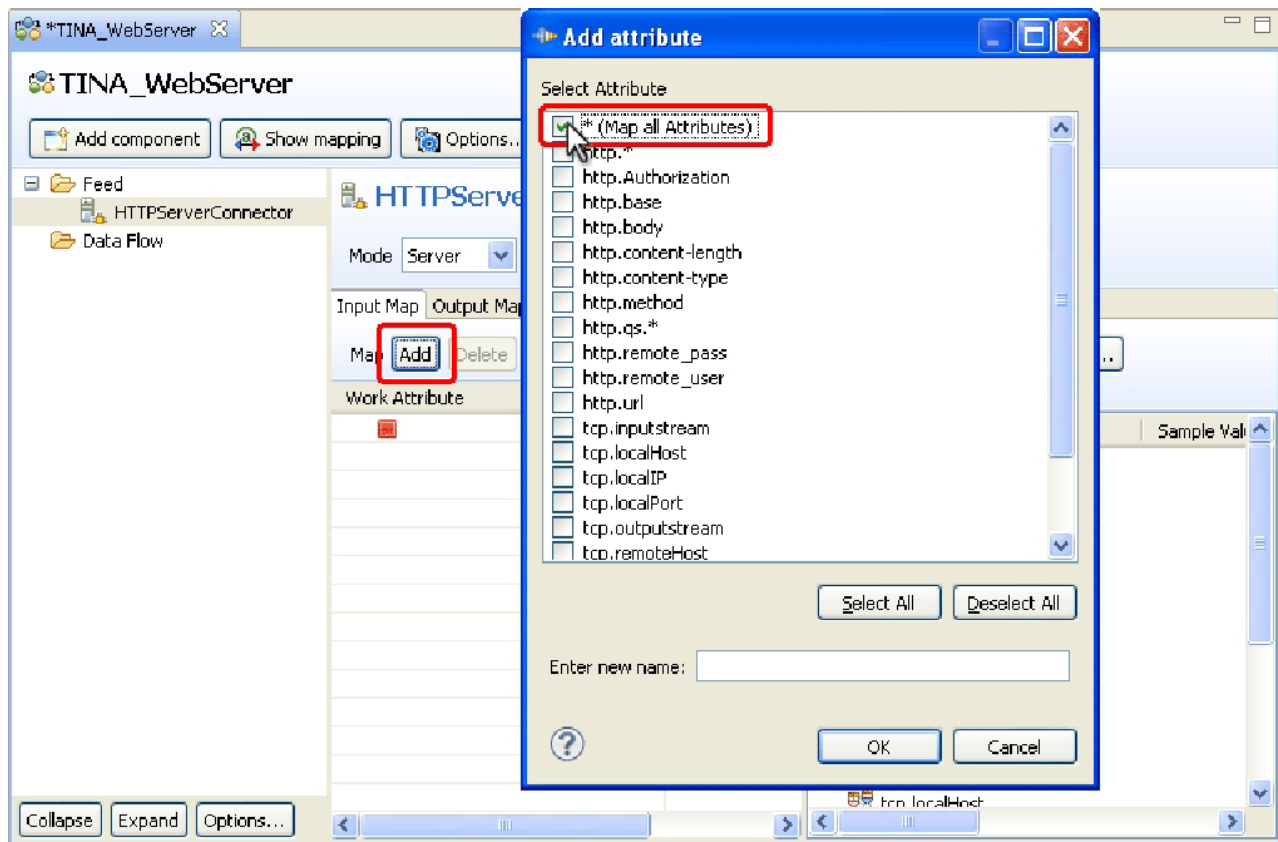 *TINA_WebServer
TINA_WebServer
Add component
Show mapping
Options..
Feed
HTTPServerConnector
Data Flow
HTTPServe
Mode
Server
Input Map
Output Map
Map
Add
Delete
Work Attribute
Add attribute
Select Attribute
* (Map all Attributes)
http.*
http.Authorization
http.base
http.body
http.content-length
http.content-type
http.method
http.qs.*
http.remote_pass
http.remote_user
http.url
tcp.inputstream
tcp.localHost
tcp.localIP
tcp.localPort
tcp.outputstream
tcp.remoteHost
Select All
Deselect All
Enter new name:
?
OK
Cancel
..
Sample Val
tcp.localHost
Collapse
Expand
Options...